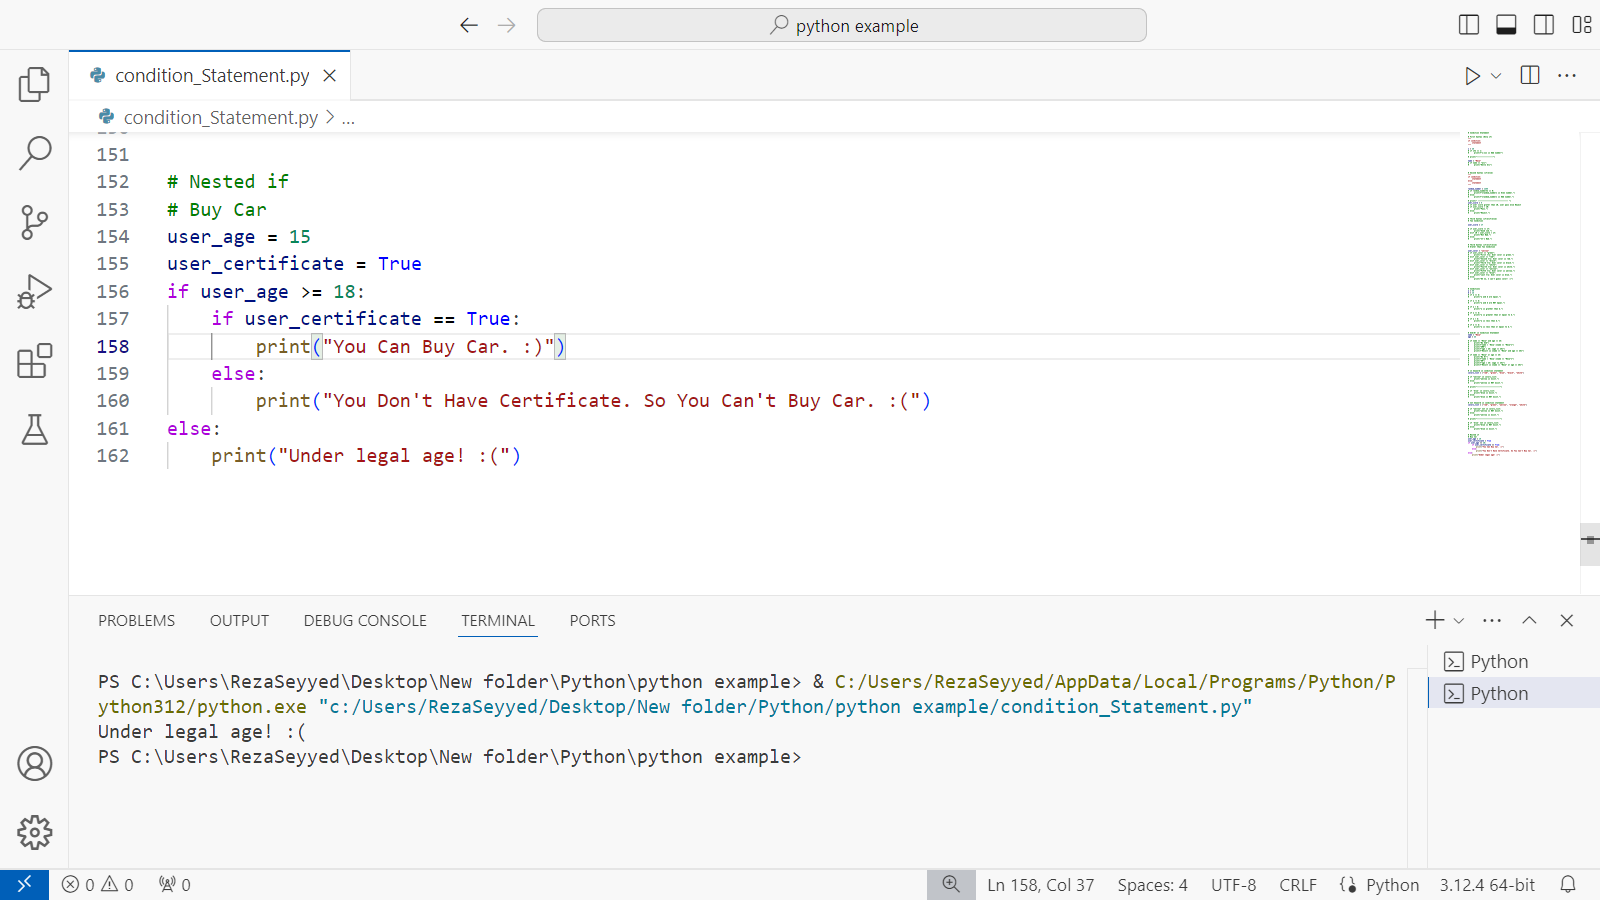 python example
condition_Statement.py
condition_Statement.py > ...
151
152 # Nested if
153 # Buy Car
154 user_age = 15
155 user_certificate = True
156 if user_age >= 18:
157     if user_certificate == True:
158         print("You Can Buy Car. :)")
159     else:
160         print("You Don't Have Certificate. So You Can't Buy Car. :(")
161 else:
162     print("Under legal age! :(")
PROBLEMS OUTPUT DEBUG CONSOLE TERMINAL PORTS
Python
Python
PS C:\Users\RezaSeyyed\Desktop\New folder\Python\python example> & C:/Users/RezaSeyyed/AppData/Local/Programs/Python/P
ython312/python.exe "c:/Users/RezaSeyyed/Desktop/New folder/Python/python example/condition_Statement.py"
Under legal age! :(
PS C:\Users\RezaSeyyed\Desktop\New folder\Python\python example>
0 0 0 Ln 158, Col 37 Spaces: 4 UTF-8 CRLF Python 3.12.4 64-bit